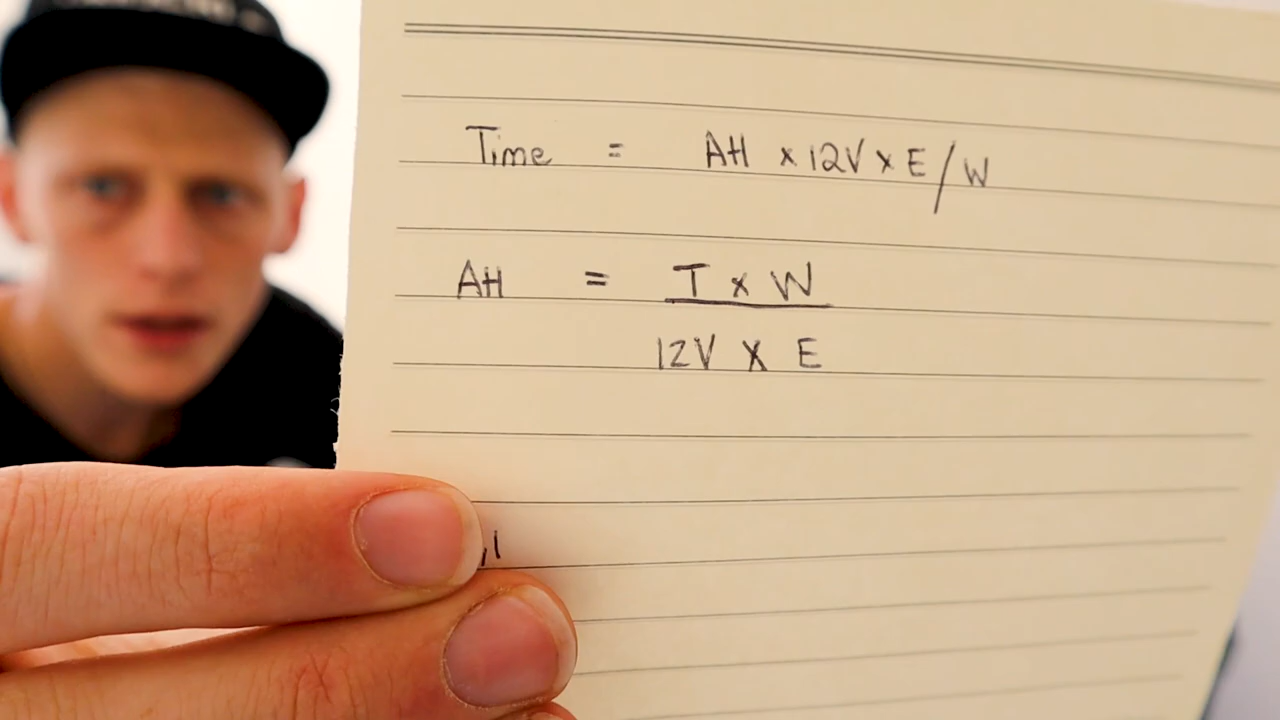 Time = AH x 12V x E / W
AH = T x W
12V x E